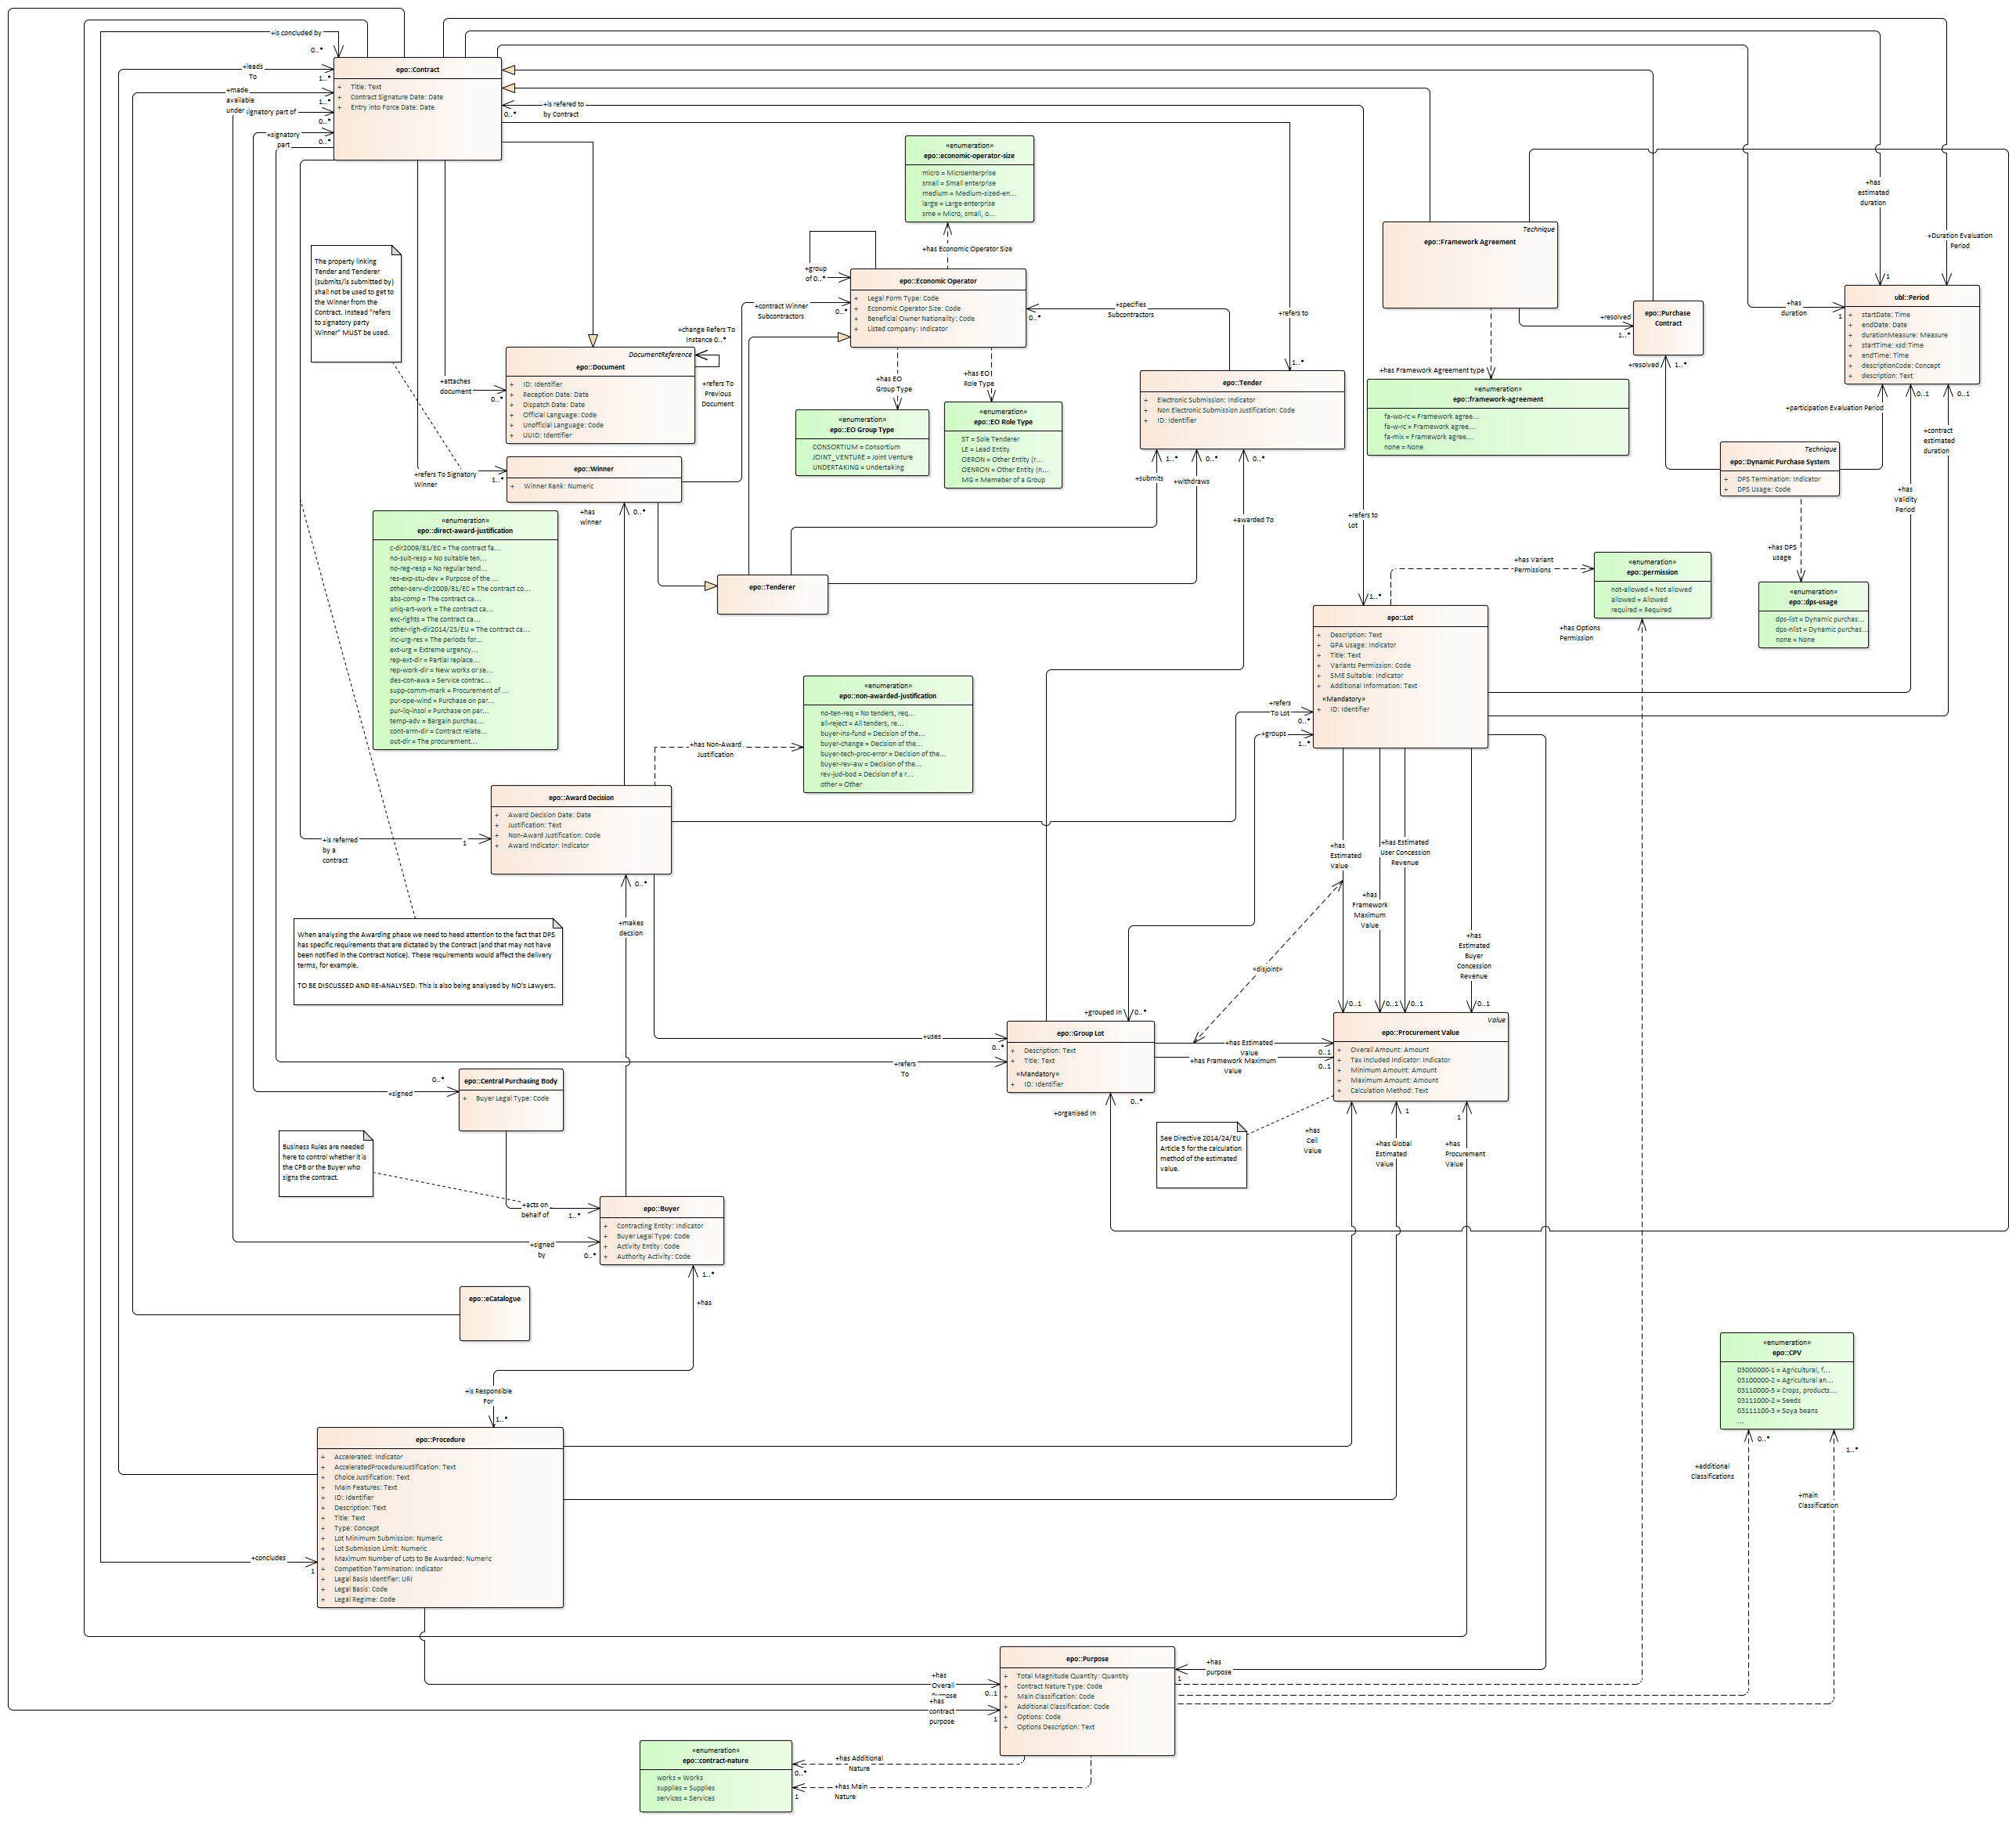 +is concluded by
0..*
+leads
To
1..*
+made
available
under
1..*
signatory part of
0..*
+signatory
part
0..*
epo::Contract
+ Title: Text
+ Contract Signature Date: Date
+ Entry into Force Date: Date
+is refered to
by Contract
0..*
«enumeration»
epo::economic-operator-size
micro = Microenterprise
small = Small enterprise
medium = Medium-sized-en...
large = Large enterprise
sme = Micro, small, o...
+has Economic Operator Size
+group
of 0..*
epo::Economic Operator
+ Legal Form Type: Code
+ Economic Operator Size: Code
+ Beneficial Owner Nationality: Code
+ Listed company: Indicator
+contract Winner
Subcontractors
0..*
+specifies
Subcontractors
0..*
+refers to
1..*
Technique
epo::Framework Agreement
+has
estimated
duration
1
+Duration Evaluation
Period
+has
duration
1
ubl::Period
+ startDate: Time
+ endDate: Date
+ durationMeasure: Measure
+ startTime: xsd:Time
+ endTime: Time
+ descriptionCode: Concept
+ description: Text
epo::Purchase
Contract
+resolved
1..*
+resolved
1..*
The property linking
Tender and Tenderer
(submits/is submitted by)
shall not be used to get to
the Winner from the
Contract. Instead "refers
to signatory party
Winner" MUST be used.
+change Refers To
Instance 0..*
+refers To
Previous
Document
DocumentReference
epo::Document
+ ID: Identifier
+ Reception Date: Date
+ Dispatch Date: Date
+ Official Language: Code
+ Unofficial Language: Code
+ UUID: Identifier
+attaches
document
0..*
+has EO
Group Type
+has EO
Role Type
«enumeration»
epo::EO Group Type
CONSORTIUM = Consortium
JOINT_VENTURE = Joint Venture
UNDERTAKING = Undertaking
«enumeration»
epo::EO Role Type
ST = Sole Tenderer
LE = Lead Entity
OERON = Other Entity (r...
OENRON = Other Entity (n...
MG = Memeber of a Group
epo::Tender
+ Electronic Submission: Indicator
+ Non Electronic Submission Justification: Code
+ ID: Identifier
+has Framework Agreement type
«enumeration»
epo::framework-agreement
fa-wo-rc = Framework agree...
fa-w-rc = Framework agree...
fa-mix = Framework agree...
none = None
+participation Evaluation Period
0..1
0..1
+contract
estimated
duration
+has
Validity
Period
Technique
epo::Dynamic Purchase System
+ DPS Termination: Indicator
+ DPS Usage: Code
+has DPS
usage
«enumeration»
epo::dps-usage
dps-list = Dynamic purchas...
dps-nlist = Dynamic purchas...
none = None
epo::Winner
+ Winner Rank: Numeric
+refers To Signatory
Winner
1..*
+has
winner
0..*
+submits
1..*
+withdraws
0..*
+awarded To
0..*
epo::Tenderer
+refers to
Lot
1..*
+has Variant
Permissions
«enumeration»
epo::permission
not-allowed = Not allowed
allowed = Allowed
required = Required
+has Options
Permission
«enumeration»
epo::direct-award-justification
c-dir2009/81/EC = The contract fa...
no-suit-resp = No suitable ten...
no-reg-resp = No regular tend...
res-exp-stu-dev = Purpose of the ...
other-serv-dir2009/81/EC = The contract co...
abs-comp = The contract ca...
uniq-art-work = The contract ca...
exc-rights = The contract ca...
other-righ-dir2014/23/EU = The contract ca...
inc-urg-res = The periods for...
ext-urg = Extreme urgency...
rep-ext-dir = Partial replace...
rep-work-dir = New works or se...
des-con-awa = Service contrac...
supp-comm-mark = Procurement of ...
pur-ope-wind = Purchase on par...
pur-liq-insol = Purchase on par...
temp-adv = Bargain purchas...
cont-arm-dir = Contract relate...
out-dir = The procurement...
epo::Lot
+ Description: Text
+ GPA Usage: Indicator
+ Title: Text
+ Variants Permission: Code
+ SME Suitable: Indicator
+ Additional Information: Text
«Mandatory»
+ ID: Identifier
«enumeration»
epo::non-awarded-justification
no-ten-req = No tenders, req...
all-reject = All tenders, re...
buyer-ins-fund = Decision of the...
buyer-change = Decision of the...
buyer-tech-proc-error = Decision of the...
buyer-rev-aw = Decision of the...
rev-jud-bod = Decision of a r...
other = Other
+has Non-Award
Justification
+refers
To Lot
0..*
+groups
1..*
epo::Award Decision
+ Award Decision Date: Date
+ Justification: Text
+ Non-Award Justification: Code
+ Award Indicator: Indicator
+is referred
by a
contract
1
0..*
+makes
decsion
+has
Estimated
Value
0..1
+has
Framework
Maximum
Value
0..1
+has Estimated
User Concession
Revenue
0..1
+has
Estimated
Buyer
Concession
Revenue
0..1
«disjoint»
When analysing the Awarding phase we need to heed attention to the fact that DPS
has specific requirements that are dictated by the Contract (and that may not have
been notified in the Contract Notice). These requirements would affect the delivery
terms, for example.
TO BE DISCUSSED AND RE-ANALYSED. This is also being analysed by NO's Lawyers.
+grouped In
0..*
epo::Group Lot
+ Description: Text
+ Title: Text
«Mandatory»
+ ID: Identifier
+uses
0..*
+refers
To
+has Estimated
Value
0..1
+has Framework Maximum
Value
0..1
Value
epo::Procurement Value
+ Overall Amount: Amount
+ Tax Included Indicator: Indicator
+ Minimum Amount: Amount
+ Maximum Amount: Amount
+ Calculation Method: Text
+organised In
0..*
See Directive 2014/24/EU
Article 5 for the calculation
method of the estimated
value.
+has
Ceil
Value
+has Global
Estimated
Value
1
+has
Procurement
Value
1
0..*
+signed
epo::Central Purchasing Body
+ Buyer Legal Type: Code
Business Rules are needed
here to control whether it is
the CPB or the Buyer who
signs the contract.
+acts on
behalf of
1..*
+signed
by
0..*
epo::Buyer
+ Contracting Entity: Indicator
+ Buyer Legal Type: Code
+ Activity Entity: Code
+ Authority Activity: Code
1..*
+has
epo::eCatalogue
+is Responsible
For
1..*
epo::Procedure
+ Accelerated: Indicator
+ AcceleratedProcedureJustification: Text
+ Choice Justification: Text
+ Main Features: Text
+ ID: Identifier
+ Description: Text
+ Title: Text
+ Type: Concept
+ Lot Minimum Submission: Numeric
+ Lot Submission Limit: Numeric
+ Maximum Number of Lots to Be Awarded: Numeric
+ Competition Termination: Indicator
+ Legal Basis Identifier: URI
+ Legal Basis: Code
+ Legal Regime: Code
+concludes
1
«enumeration»
epo::CPV
03000000-1 = Agricultural, f...
03100000-2 = Agricultural an...
03110000-5 = Crops, products...
03111000-2 = Seeds
03111100-3 = Soya beans
...
0..*
+additional
Classifications
1..*
+main
Classification
epo::Purpose
+ Total Magnitude Quantity: Quantity
+ Contract Nature Type: Code
+ Main Classification: Code
+ Additional Classification: Code
+ Options: Code
+ Options Description: Text
+has
purpose
1
+has
Overall
Purpose
0..1
+has
contract
purpose
1
«enumeration»
epo::contract-nature
works = Works
supplies = Supplies
services = Services
+has Additional
Nature
0..*
+has Main
Nature
1